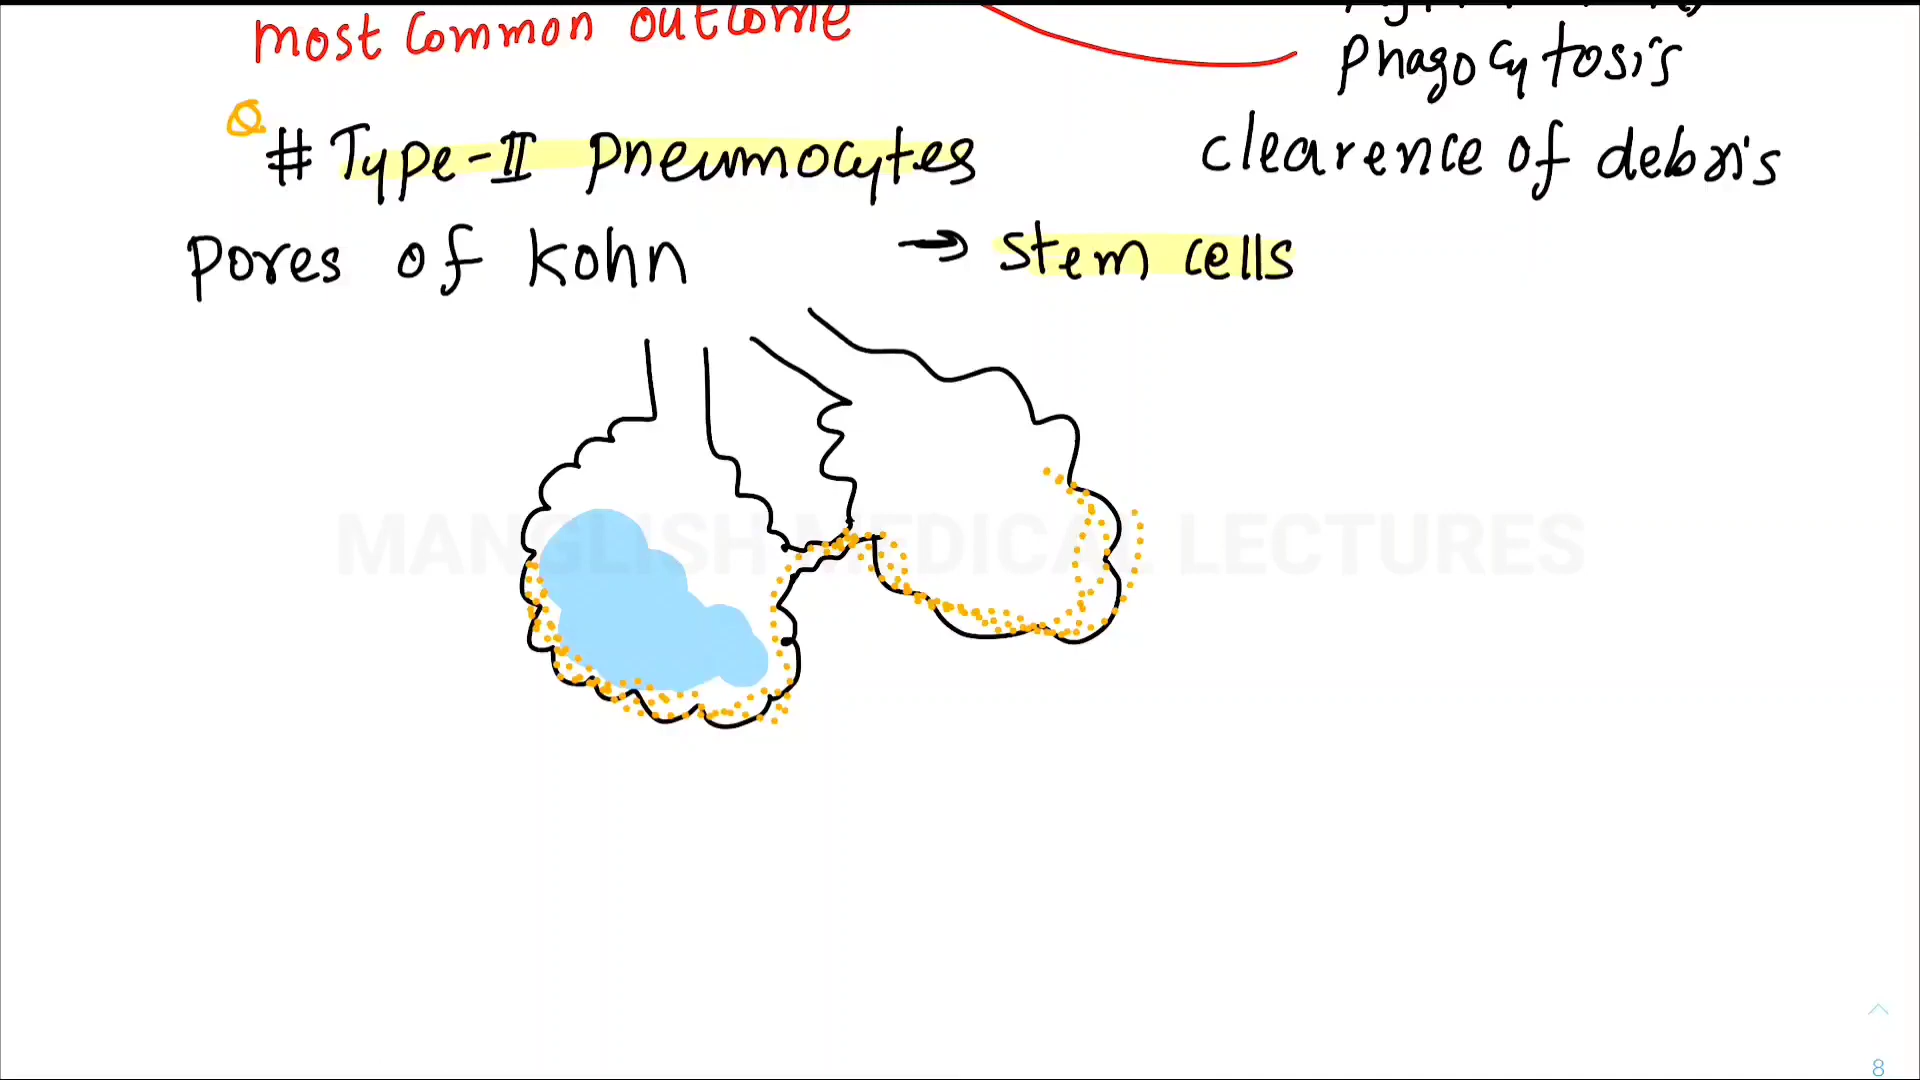 most common outcome
Phagocytosis
Q
# Type-II Pneumocytes
clearence of debris
Pores of Kohn → stem cells
MANGLISH MEDICAL LECTURES
8